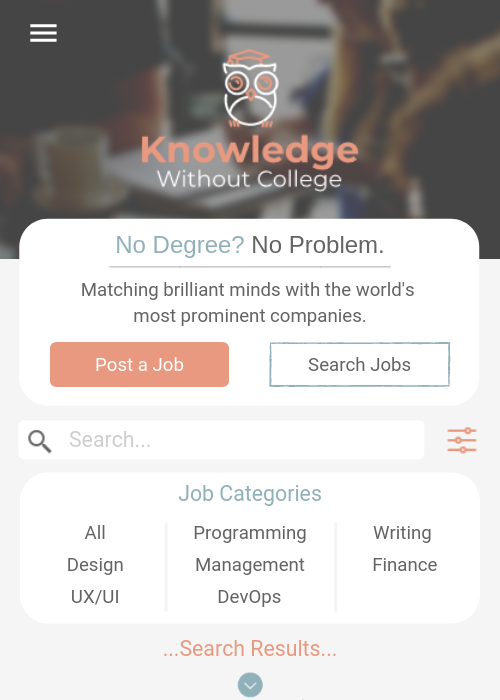 Knowledge
Without College
No Degree? No Problem.
Matching brilliant minds with the world's
most prominent companies.
Post a Job
Search Jobs
Search...
Job Categories
All
Programming
Writing
Design
Management
Finance
UX/UI
DevOps
...Search Results...